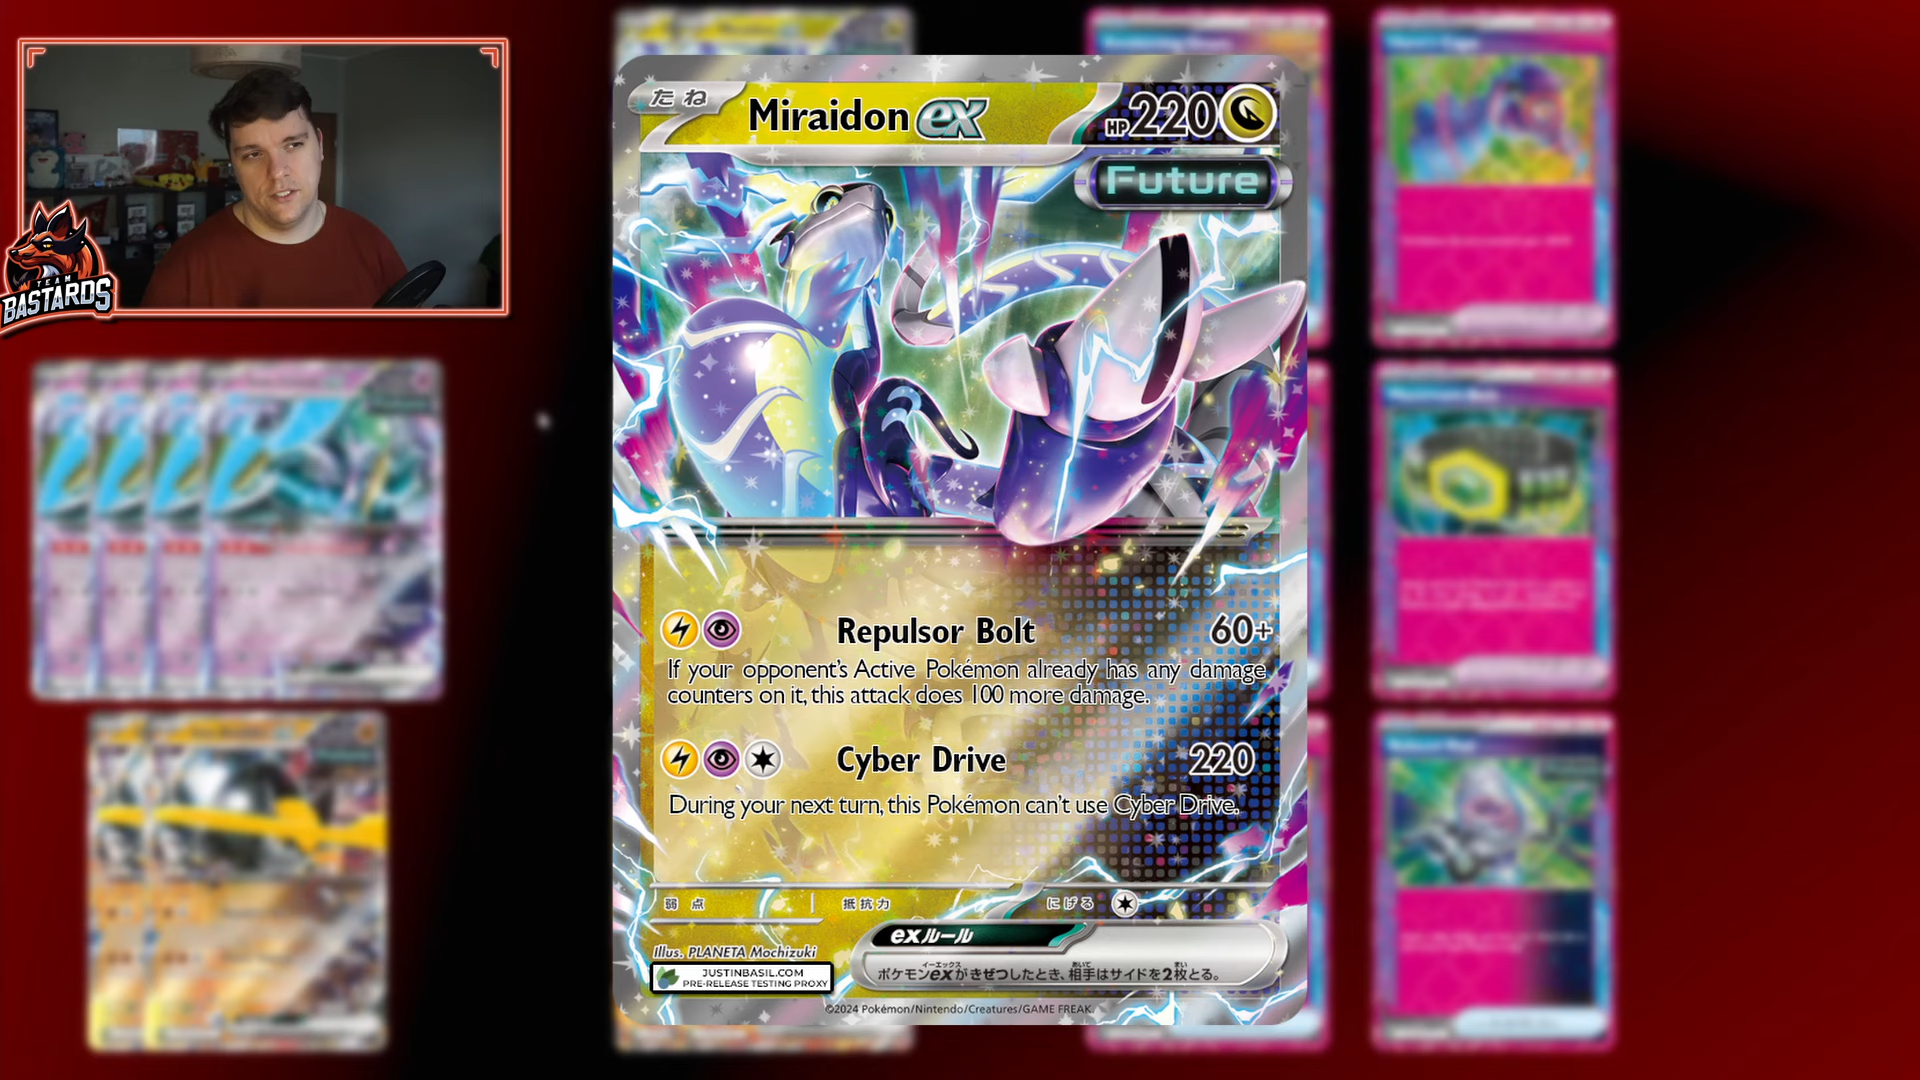 TEAM
BASTARDS
たね
Miraidon ex
HP 220
Future
Repulsor Bolt 60+
If your opponent's Active Pokémon already has any damage
counters on it, this attack does 100 more damage.
Cyber Drive 220
During your next turn, this Pokémon can't use Cyber Drive.
弱点 抵抗力 にげる
Illus. PLANETA Mochizuki
JUSTINBASIL.COM
PRE-RELEASE TESTING PROXY
exルール
ポケモンexがきぜつしたとき、相手はサイドを2枚とる。
©2024 Pokémon/Nintendo/Creatures/GAME FREAK.